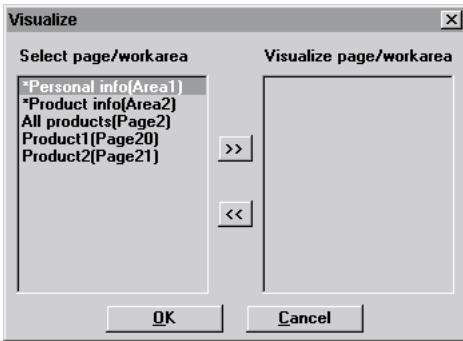 Visualize
Select page/workarea
Visualize page/workarea
*Personal info(Area1)
*Product info(Area2)
All products(Page2)
Product1(Page20)
Product2(Page21)
>>
<<
OK
Cancel